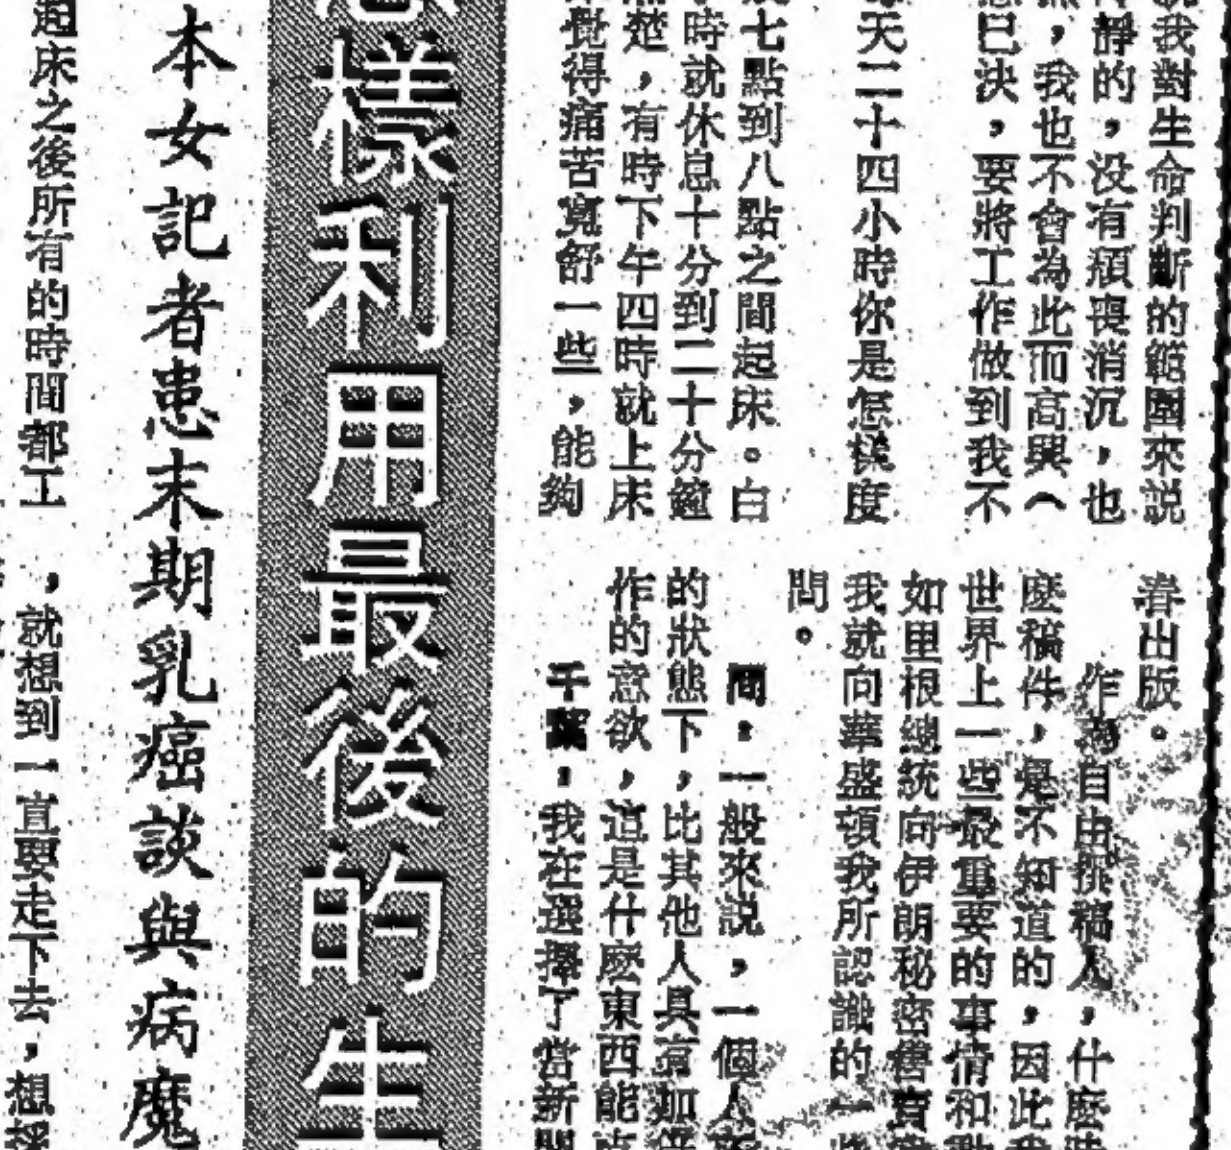 我對生命判斷的範圍來説
靜的，没有頹喪消沉，也
，我也不會為此而高興（
已決，要將工作做到我不
天二十四小時你是怎樣度
七點到八點之間起床。白
時就休息十分到二十分鐘
楚，有時下午四時就上床
覺得痛苦寬舒一些，能夠
春出版。
作為自由撰稿人，什麼
麼稿件，是不知道的，因此
世界上一些最重要的事情和
如里根總統向伊朗秘密售賣
我就向華盛頓我所認識的一
問。
問：一般來説，一個人
的狀態下，比其他人具有加倍
作的意欲，這是什麼東西能
千葉：我在選擇了當新聞
樣利用最後的生
本女記者患末期乳癌談與病魔
起床之後所有的時間都工
，就想到一直要走下去，想